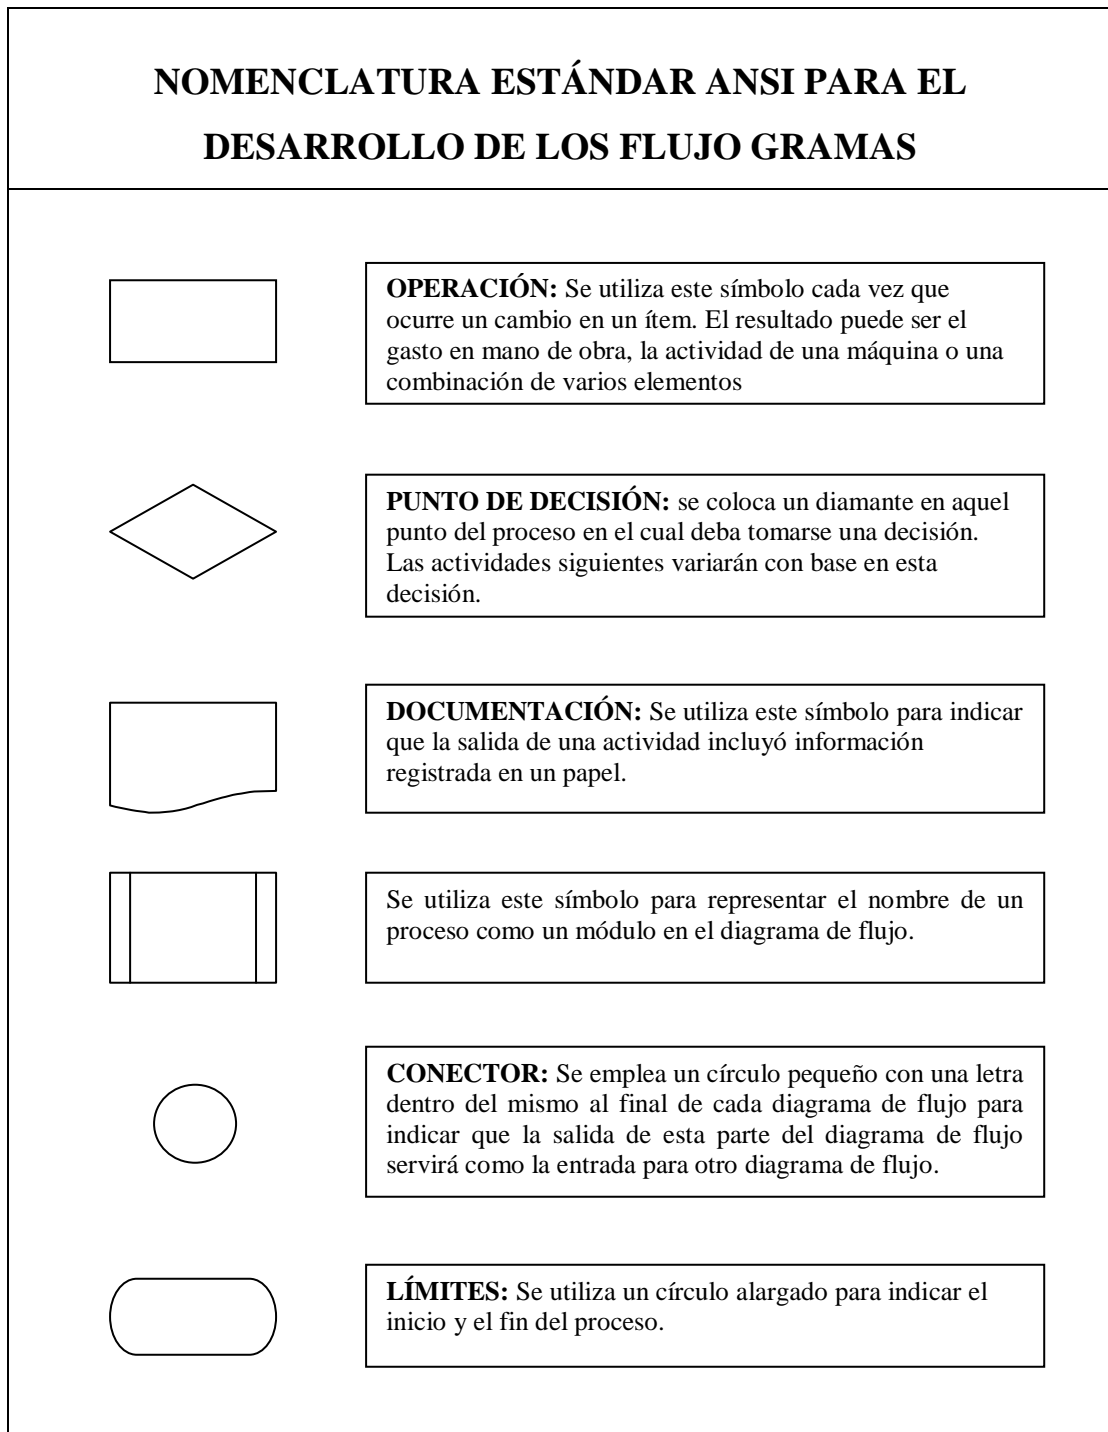 NOMENCLATURA ESTÁNDAR ANSI PARA EL
DESARROLLO DE LOS FLUJO GRAMAS
OPERACIÓN: Se utiliza este símbolo cada vez que
ocurre un cambio en un ítem. El resultado puede ser el
gasto en mano de obra, la actividad de una máquina o una
combinación de varios elementos
PUNTO DE DECISIÓN: se coloca un diamante en aquel
punto del proceso en el cual deba tomarse una decisión.
Las actividades siguientes variarán con base en esta
decisión.
DOCUMENTACIÓN: Se utiliza este símbolo para indicar
que la salida de una actividad incluyó información
registrada en un papel.
Se utiliza este símbolo para representar el nombre de un
proceso como un módulo en el diagrama de flujo.
CONECTOR: Se emplea un círculo pequeño con una letra
dentro del mismo al final de cada diagrama de flujo para
indicar que la salida de esta parte del diagrama de flujo
servirá como la entrada para otro diagrama de flujo.
LÍMITES: Se utiliza un círculo alargado para indicar el
inicio y el fin del proceso.